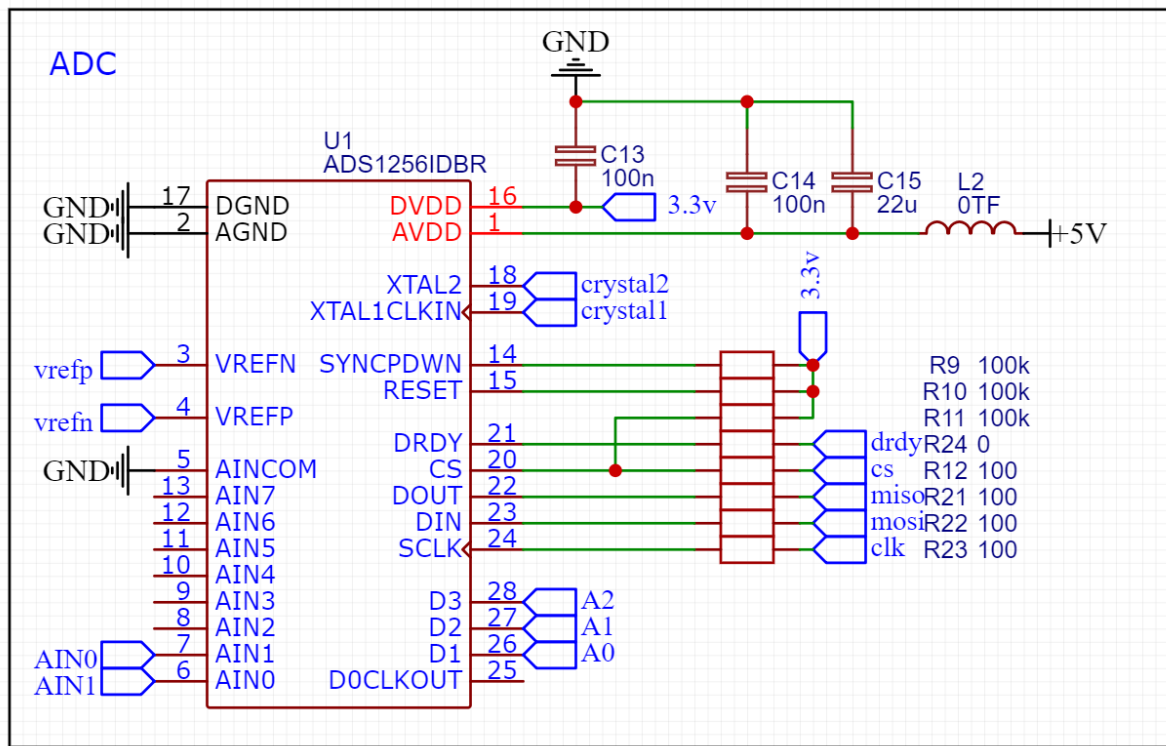 ADC
GND
U1
ADS1256IDBR
C13
100n
C14
100n
C15
22u
L2
0TF
GND 17 DGND DVDD 16 3.3v
GND 2 AGND AVDD 1 +5V
3.3v
XTAL2 18 crystal2
XTAL1CLKIN 19 crystal1
vrefp 3 VREFN SYNCPDWN 14 R9 100k
RESET 15 R10 100k
vrefn 4 VREFP R11 100k
DRDY 21 drdy R24 0
GND 5 AINCOM CS 20 cs R12 100
13 AIN7 DOUT 22 miso R21 100
12 AIN6 DIN 23 mosi R22 100
11 AIN5 SCLK 24 clk R23 100
10 AIN4
9 AIN3 D3 28 A2
8 AIN2 D2 27 A1
AIN0 7 AIN1 D1 26 A0
AIN1 6 AIN0 D0CLKOUT 25